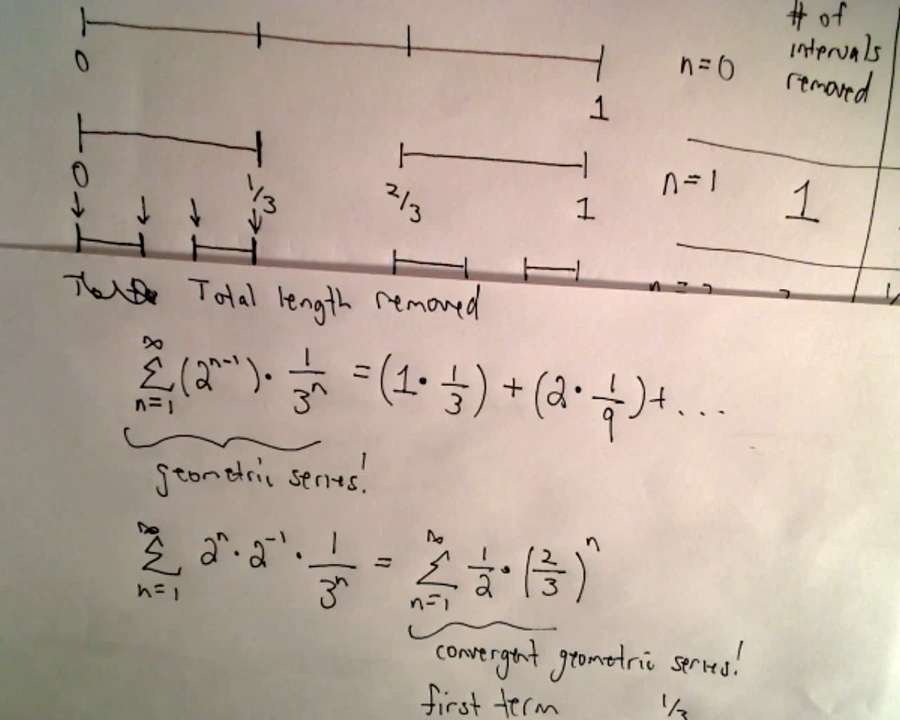 # of
intervals
removed
n=0
0
1
0
1/3
2/3
1
n=1
1
Total length removed
∞
∑ (2^(n-1)) · 1/3^n = (1 · 1/3) + (2 · 1/9) + ...
n=1
geometric series!
∞ ∞
∑ 2^n · 2^-1 · 1/3^n = ∑ 1/2 · (2/3)^n
n=1 n=1
convergent geometric series!
first term 1/3